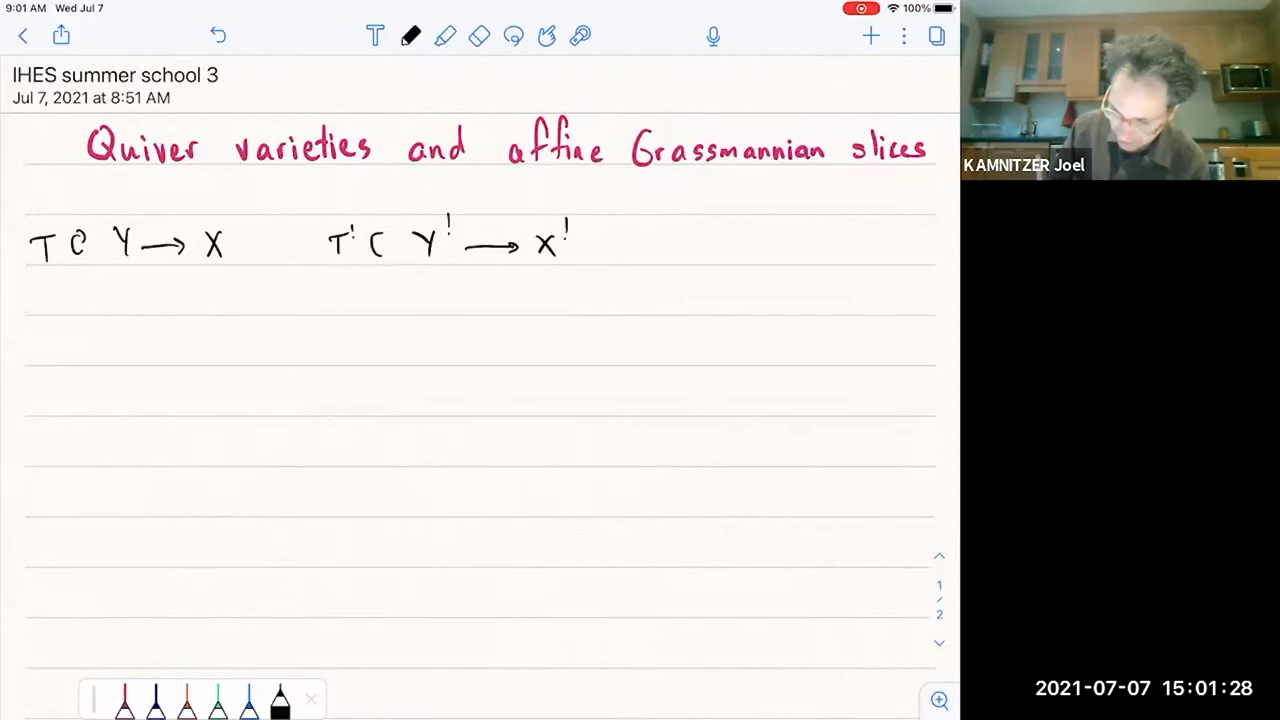 9:01 AM Wed Jul 7
100%
IHES summer school 3
Jul 7, 2021 at 8:51 AM
Quiver varieties and affine Grassmannian slices
T C Y → X T! C Y! → X!
KAMNITZER Joel
1
2
2021-07-07 15:01:28